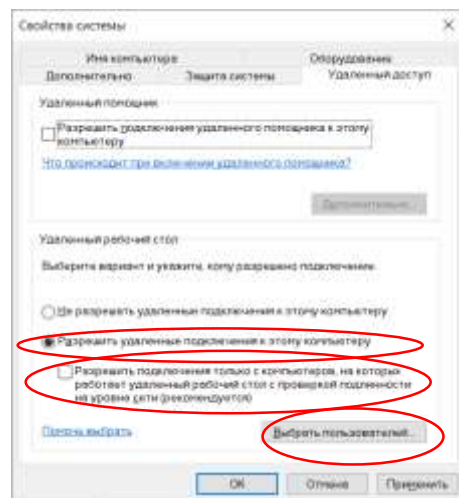 Свойства системы
Имя компьютера
Оборудование
Дополнительно
Защита системы
Удаленный доступ
Удаленный помощник
Разрешить подключения удаленного помощника к этому
компьютеру
Что происходит при включении удаленного помощника?
Дополнительно...
Удаленный рабочий стол
Выберите вариант и укажите, кому разрешено подключение.
Не разрешать удаленные подключения к этому компьютеру
Разрешить удаленные подключения к этому компьютеру
Разрешить подключения только с компьютеров, на которых
работает удаленный рабочий стол с проверкой подлинности
на уровне сети (рекомендуется)
Помочь выбрать
Выбрать пользователей...
OK
Отмена
Применить